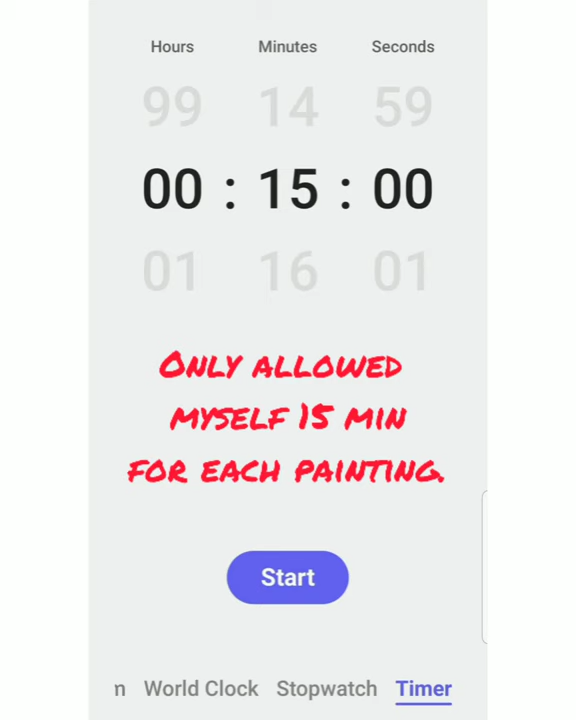 Hours Minutes Seconds
99 14 59
00 : 15 : 00
01 16 01
ONLY ALLOWED
MYSELF 15 MIN
FOR EACH PAINTING.
Start
n World Clock Stopwatch Timer